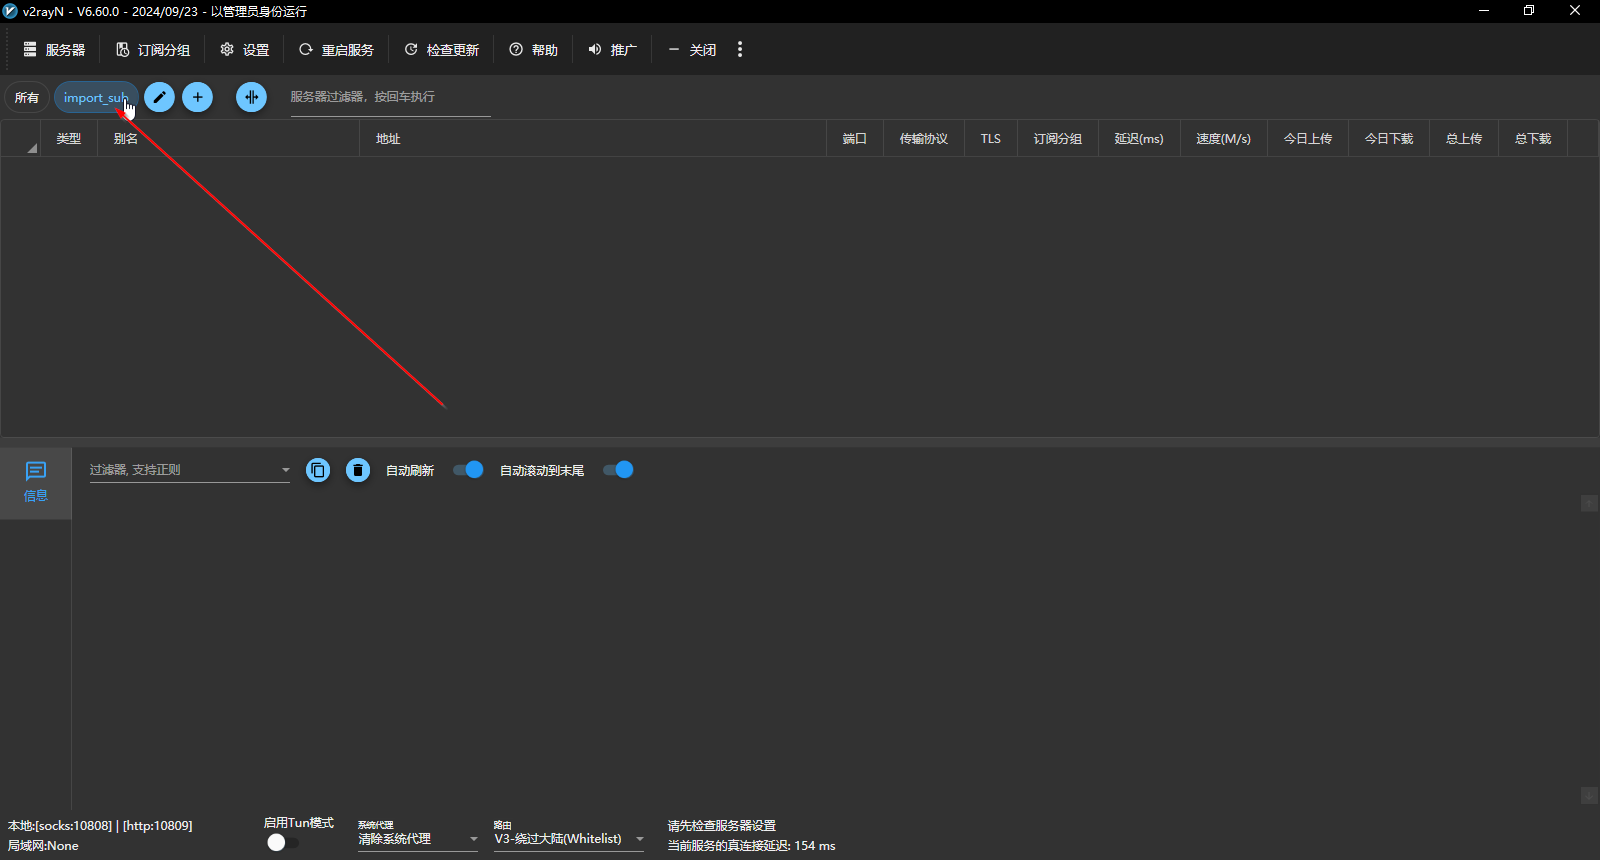 v2rayN - V6.60.0 - 2024/09/23 - 以管理员身份运行
服务器 订阅分组 设置 重启服务 检查更新 帮助 推广 关闭
所有 import_sub 服务器过滤器，按回车执行
类型 别名 地址 端口 传输协议 TLS 订阅分组 延迟(ms) 速度(M/s) 今日上传 今日下载 总上传 总下载
过滤器, 支持正则 自动刷新 自动滚动到末尾
信息
本地:[socks:10808] | [http:10809] 启用Tun模式 系统代理 路由 请先检查服务器设置
清除系统代理 V3-绕过大陆(Whitelist)
局域网:None 当前服务的真连接延迟: 154 ms